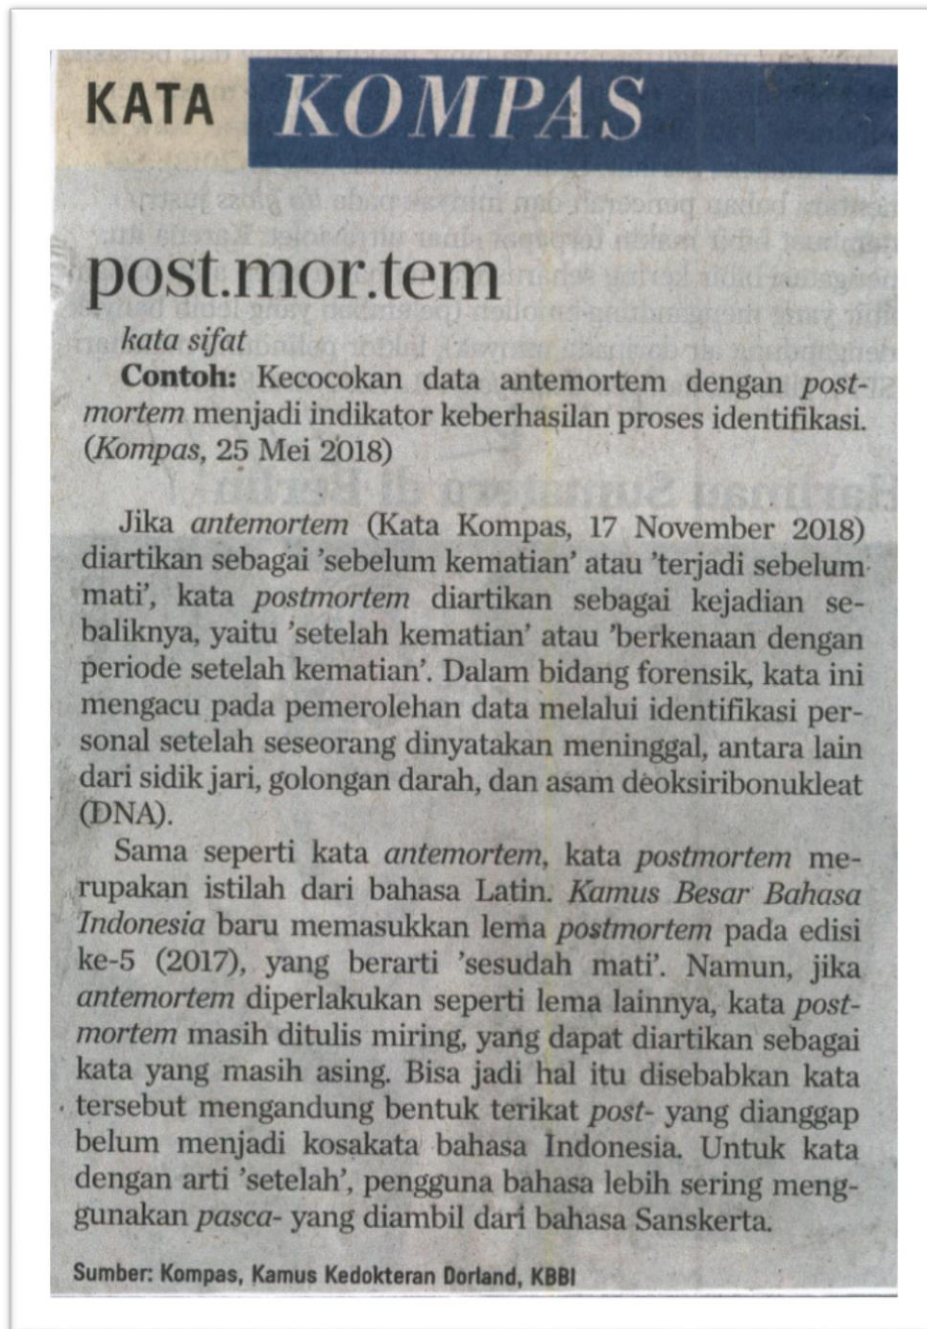 KATA KOMPAS
post.mor.tem
kata sifat
Contoh: Kecocokan data antemortem dengan post-
mortem menjadi indikator keberhasilan proses identifikasi.
(Kompas, 25 Mei 2018)
Jika antemortem (Kata Kompas, 17 November 2018)
diartikan sebagai 'sebelum kematian' atau 'terjadi sebelum
mati', kata postmortem diartikan sebagai kejadian se-
baliknya, yaitu 'setelah kematian' atau 'berkenaan dengan
periode setelah kematian'. Dalam bidang forensik, kata ini
mengacu pada pemerolehan data melalui identifikasi per-
sonal setelah seseorang dinyatakan meninggal, antara lain
dari sidik jari, golongan darah, dan asam deoksiribonukleat
(DNA).
Sama seperti kata antemortem, kata postmortem me-
rupakan istilah dari bahasa Latin. Kamus Besar Bahasa
Indonesia baru memasukkan lema postmortem pada edisi
ke-5 (2017), yang berarti 'sesudah mati'. Namun, jika
antemortem diperlakukan seperti lema lainnya, kata post-
mortem masih ditulis miring, yang dapat diartikan sebagai
kata yang masih asing. Bisa jadi hal itu disebabkan kata
tersebut mengandung bentuk terikat post- yang dianggap
belum menjadi kosakata bahasa Indonesia. Untuk kata
dengan arti 'setelah', pengguna bahasa lebih sering meng-
gunakan pasca- yang diambil dari bahasa Sanskerta.
Sumber: Kompas, Kamus Kedokteran Dorland, KBBI